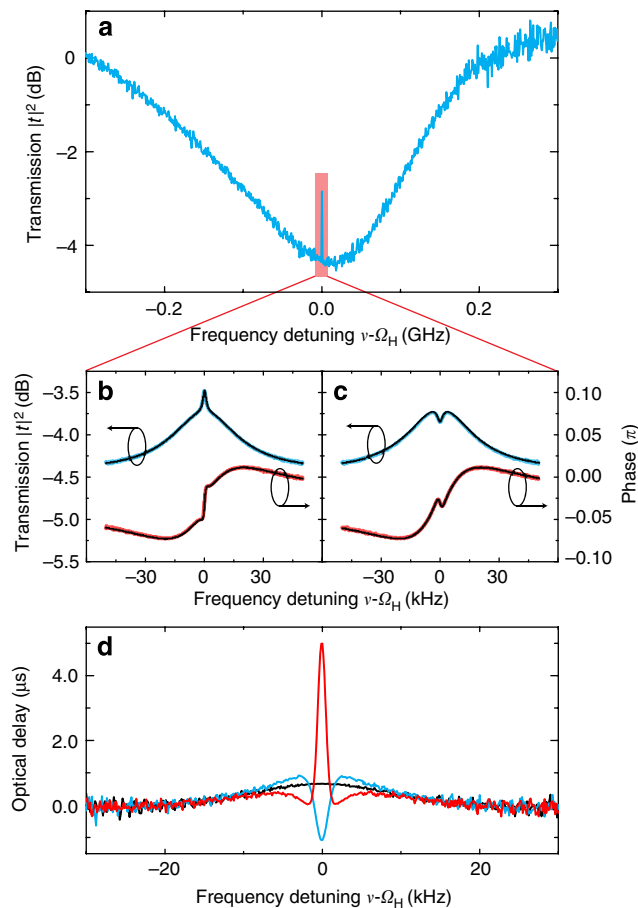 a
Transmission |t|² (dB)
0
−2
−4
−0.2
0.0
0.2
Frequency detuning ν-Ω_H (GHz)
b
c
Transmission |t|² (dB)
−3.5
−4.0
−4.5
−5.0
−5.5
0.10
0.05
0.00
−0.05
−0.10
Phase (π)
−30
0
30
−30
0
30
Frequency detuning ν-Ω_H (kHz)
d
Optical delay (μs)
4.0
2.0
0.0
−20
0
20
Frequency detuning ν-Ω_H (kHz)